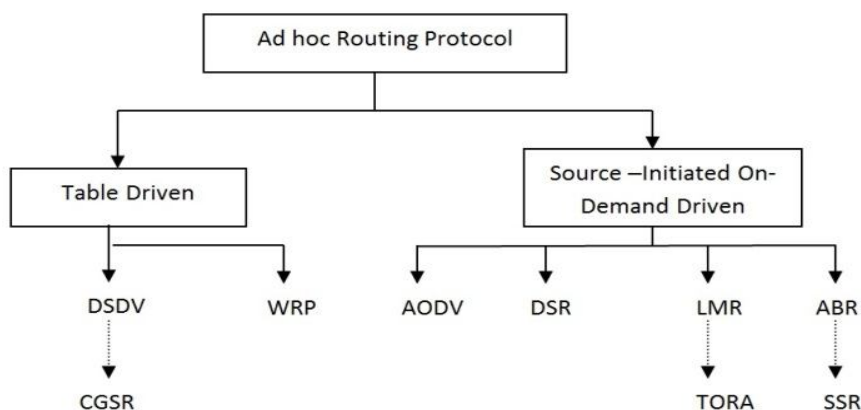 Ad hoc Routing Protocol
Table Driven
Source –Initiated On-
Demand Driven
DSDV
WRP
AODV
DSR
LMR
ABR
CGSR
TORA
SSR